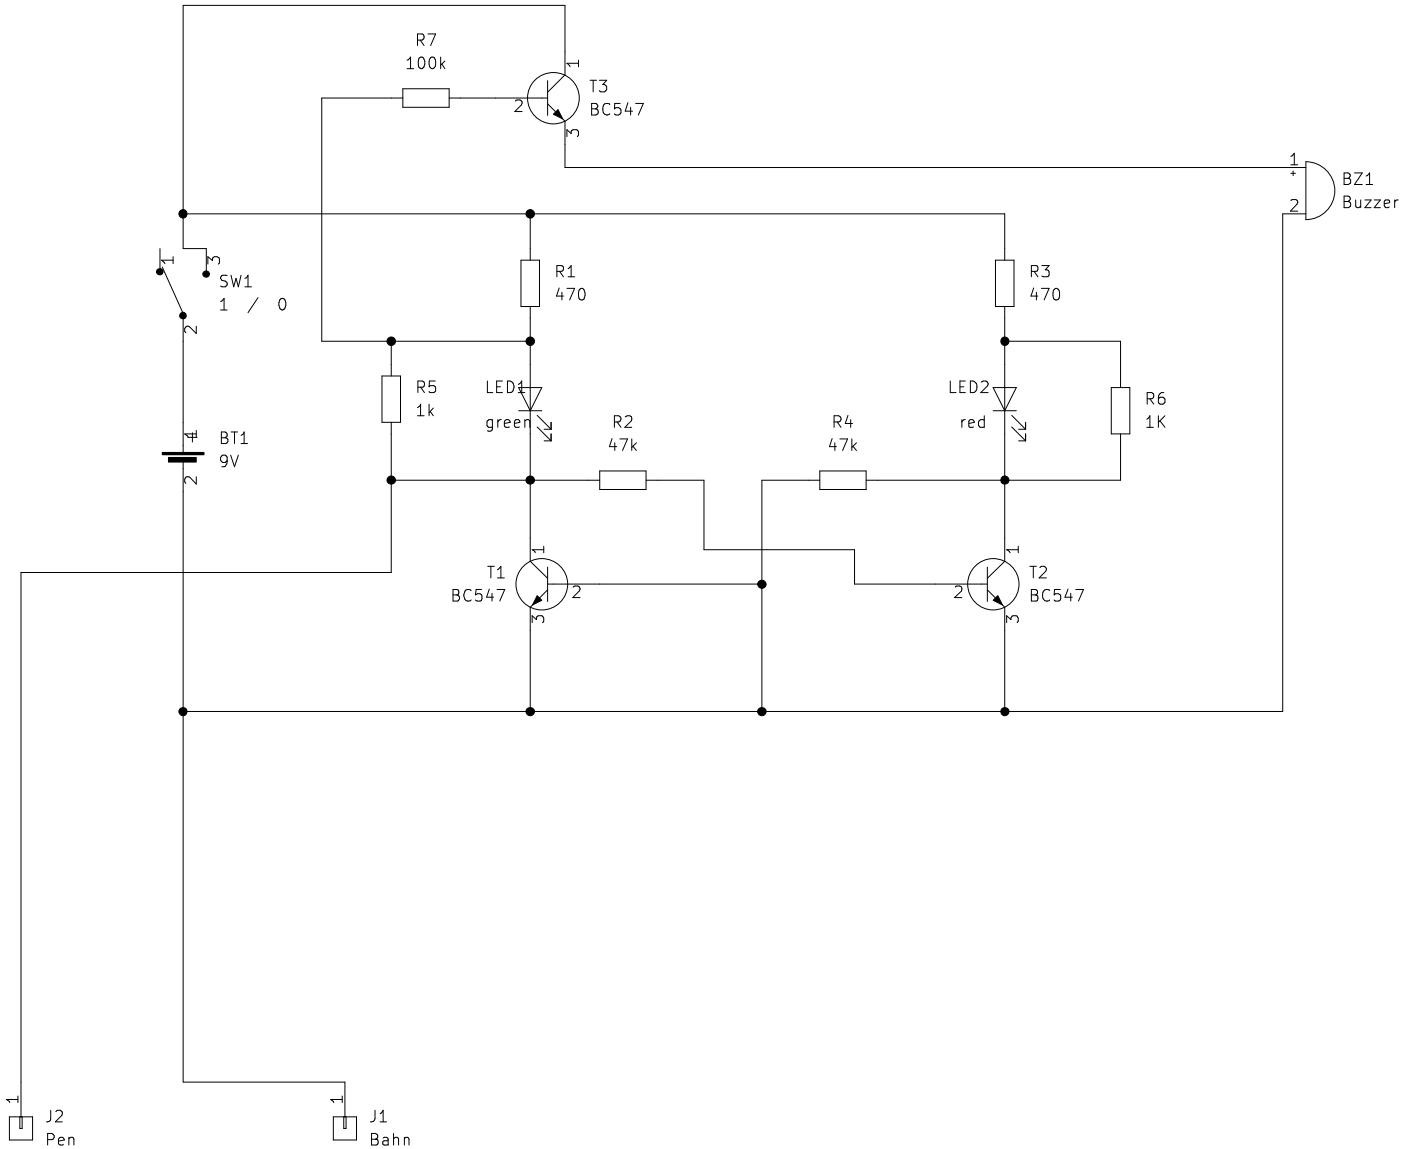 R7
100k
1
T3
2
BC547
3
1
+
BZ1
2
Buzzer
1
3
SW1
1 / 0
2
R1
470
R3
470
LED1
green
R5
1k
LED2
red
R6
1K
R2
47k
R4
47k
1
+
BT1
9V
2
1
T1
BC547
2
3
1
T2
2
BC547
3
1
J2
Pen
1
J1
Bahn